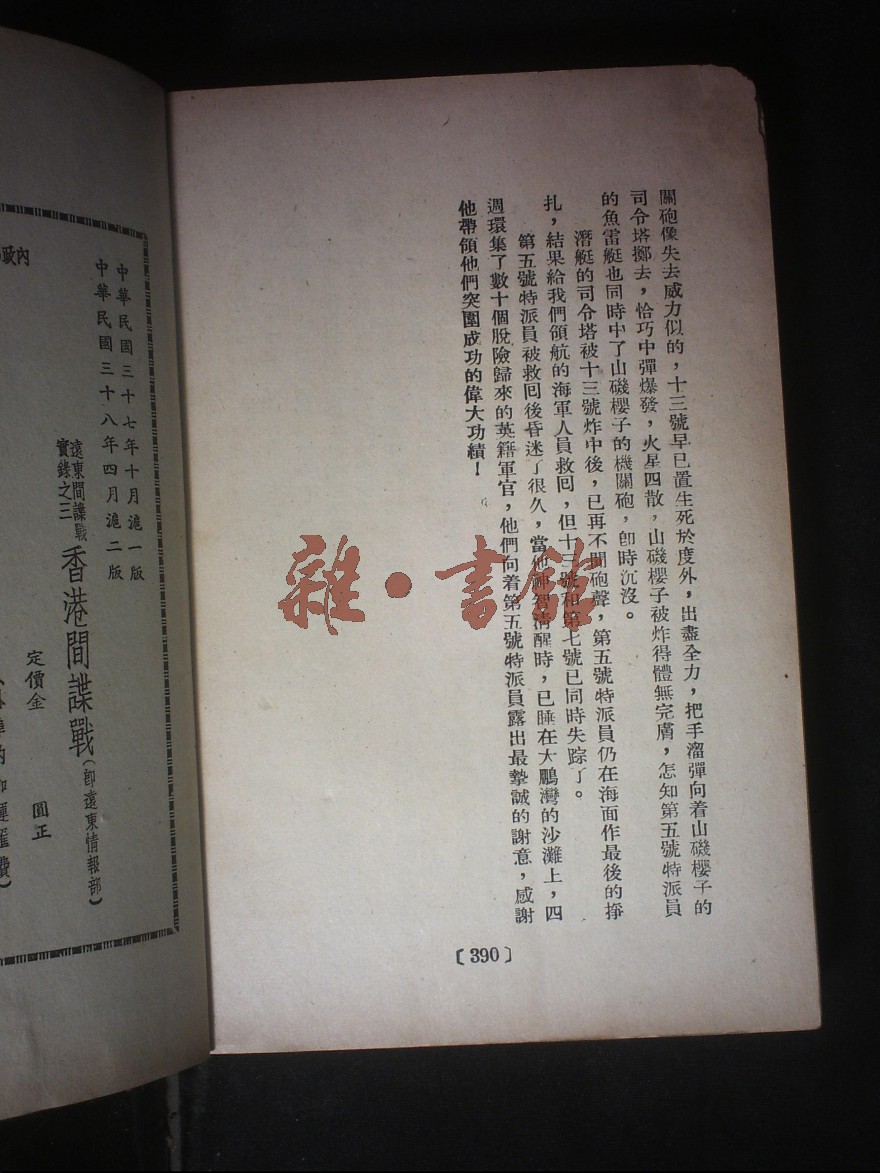 關砲像失去威力似的，十三號早已置生死於度外，出盡全力，把手溜彈向着山磯櫻子的
司令塔擲去，恰巧中彈爆發，火星四散，山磯櫻子被炸得體無完膚，怎知第五號特派員
的魚雷艇也同時中了山磯櫻子的機關砲，卽時沉沒。
潛艇的司令塔被十三號炸中後，已再不聞砲聲，第五號特派員仍在海面作最後的掙
扎，結果給我們領航的海軍人員救囘，但十三號和第七號已同時失踪了。
第五號特派員被救囘後昏迷了很久，當他神智清醒時，已睡在大鵬灣的沙灘上，四
週環集了數十個脫險歸來的英籍軍官，他們向着第五號特派員露出最摯誠的謝意，感謝
他帶領他們突圍成功的偉大功績！
〔390〕
雜·書館
中華民國三十七年十月滬一版
中華民國三十八年四月滬二版
遠東間諜戰
實錄之三
香港間諜戰（卽遠東情報部）
定價金 圓正